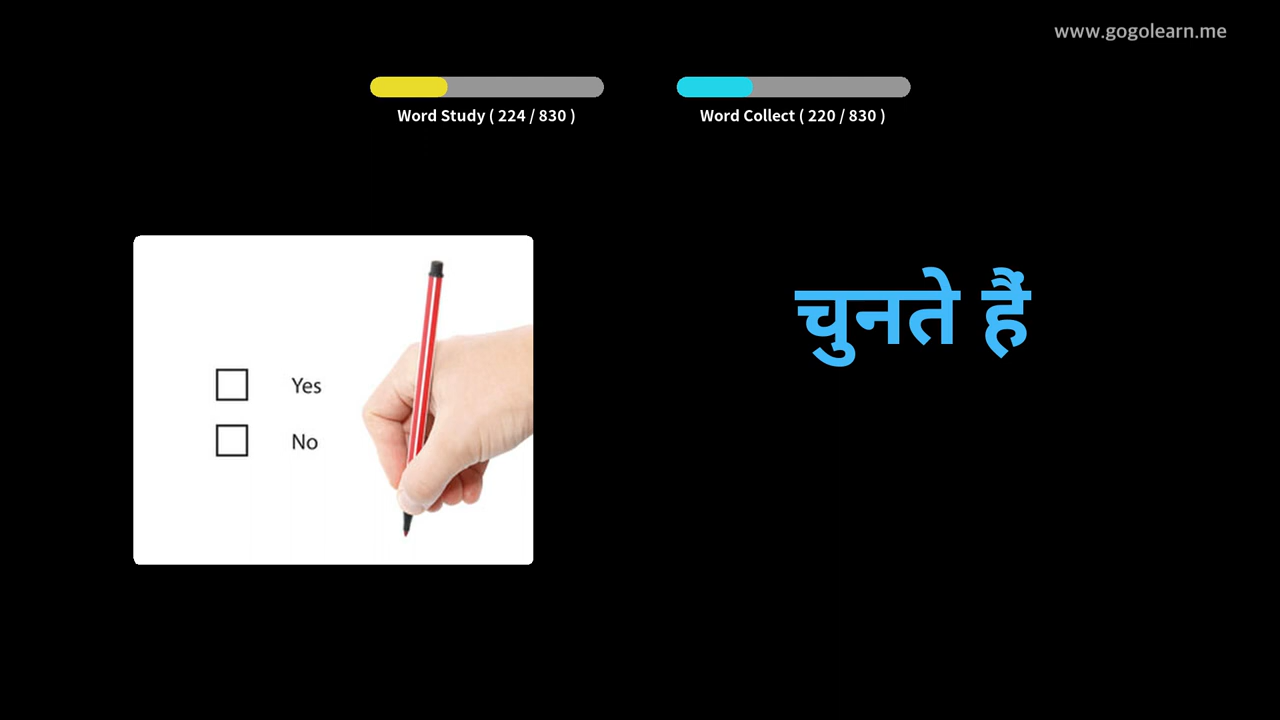 www.gogolearn.me
Word Study ( 224 / 830 )
Word Collect ( 220 / 830 )
चुनते हैं
Yes
No